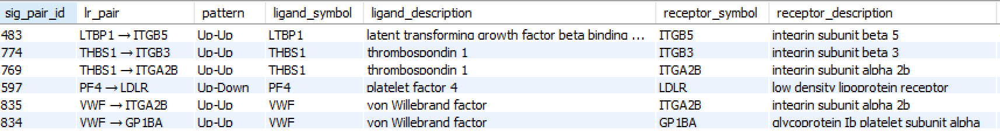 sig_pair_id lr_pair pattern ligand_symbol ligand_description receptor_symbol receptor_description
483 LTBP1 → ITGB5 Up-Up LTBP1 latent transforming growth factor beta binding ... ITGB5 integrin subunit beta 5
774 THBS1 → ITGB3 Up-Up THBS1 thrombospondin 1 ITGB3 integrin subunit beta 3
769 THBS1 → ITGA2B Up-Up THBS1 thrombospondin 1 ITGA2B integrin subunit alpha 2b
597 PF4 → LDLR Up-Down PF4 platelet factor 4 LDLR low density lipoprotein receptor
835 VWF → ITGA2B Up-Up VWF von Willebrand factor ITGA2B integrin subunit alpha 2b
834 VWF → GP1BA Up-Up VWF von Willebrand factor GP1BA glycoprotein Ib platelet subunit alpha